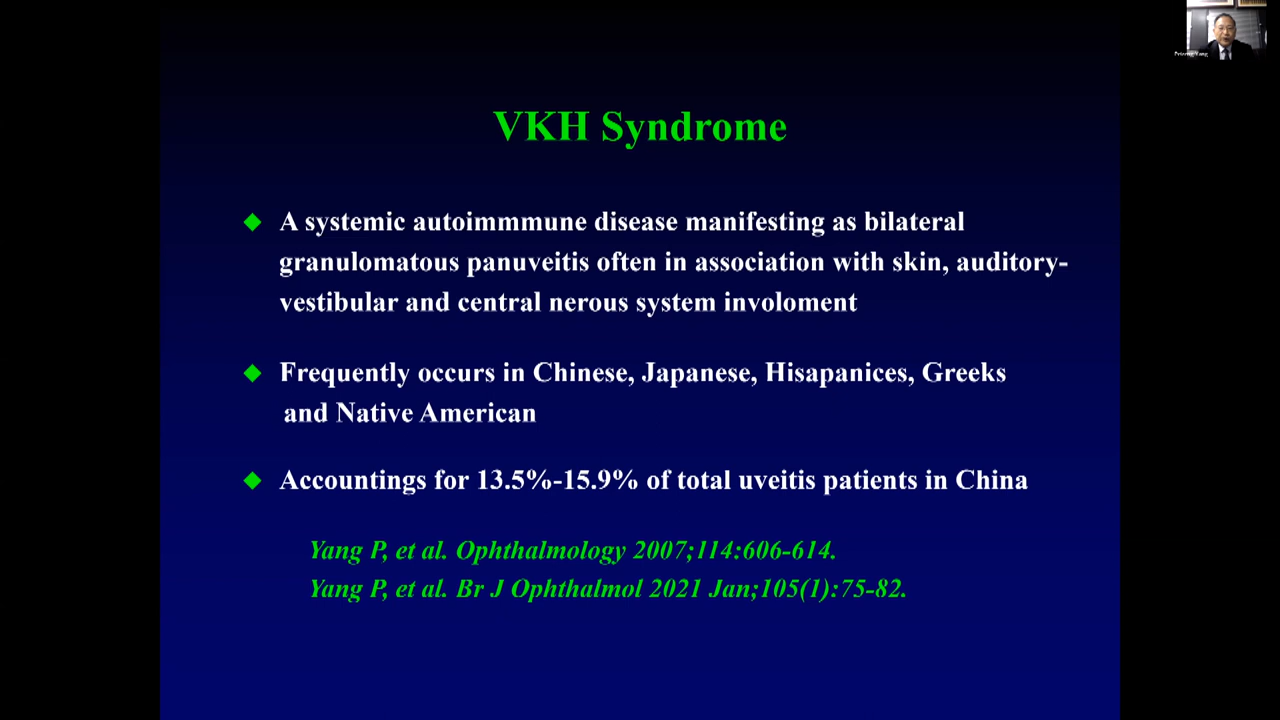 VKH Syndrome
A systemic autoimmmune disease manifesting as bilateral
granulomatous panuveitis often in association with skin, auditory-
vestibular and central nerous system involoment
Frequently occurs in Chinese, Japanese, Hisapanices, Greeks
and Native American
Accountings for 13.5%-15.9% of total uveitis patients in China
Yang P, et al. Ophthalmology 2007;114:606-614.
Yang P, et al. Br J Ophthalmol 2021 Jan;105(1):75-82.
Yang